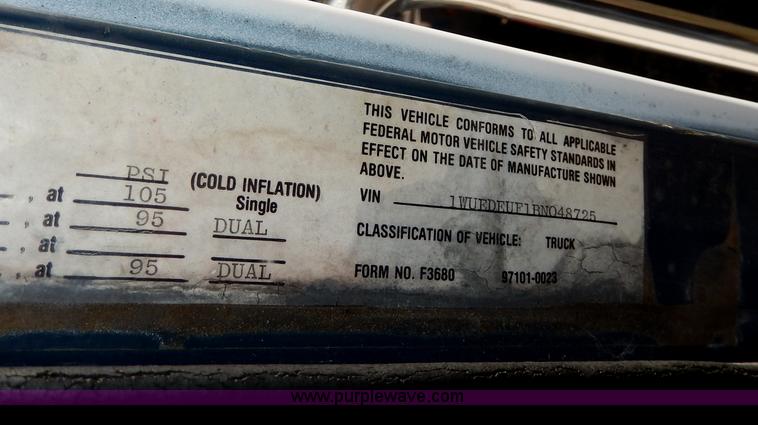 PSI
(COLD INFLATION)
Single
, at 105
, at 95 DUAL
, at
, at 95 DUAL
THIS VEHICLE CONFORMS TO ALL APPLICABLE
FEDERAL MOTOR VEHICLE SAFETY STANDARDS IN
EFFECT ON THE DATE OF MANUFACTURE SHOWN
ABOVE.
VIN 1WUEDEUF1BN048725
CLASSIFICATION OF VEHICLE: TRUCK
FORM NO. F3680 97101-0023
www.purplewave.com